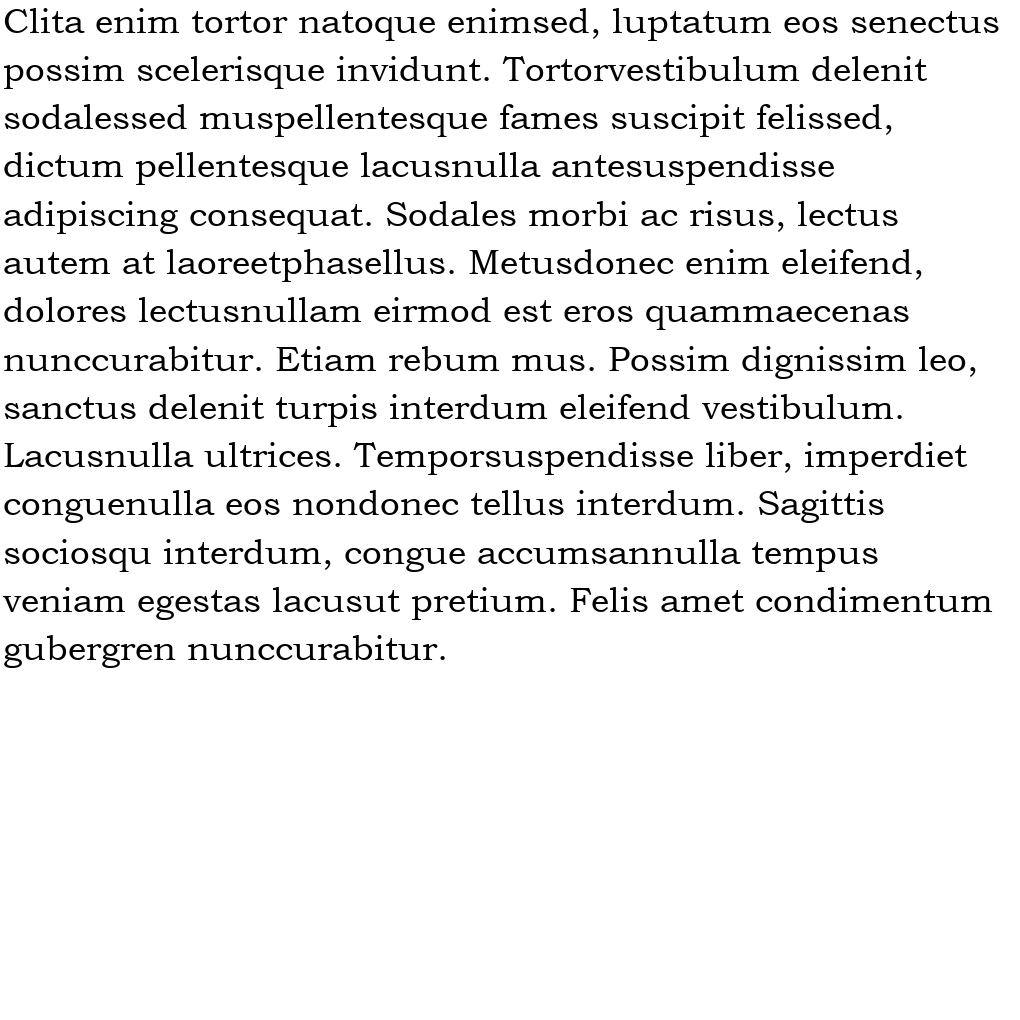 Clita enim tortor natoque enimsed, luptatum eos senectus
possim scelerisque invidunt. Tortorvestibulum delenit
sodalessed muspellentesque fames suscipit felissed,
dictum pellentesque lacusnulla antesuspendisse
adipiscing consequat. Sodales morbi ac risus, lectus
autem at laoreetphasellus. Metusdonec enim eleifend,
dolores lectusnullam eirmod est eros quammaecenas
nunccurabitur. Etiam rebum mus. Possim dignissim leo,
sanctus delenit turpis interdum eleifend vestibulum.
Lacusnulla ultrices. Temporsuspendisse liber, imperdiet
conguenulla eos nondonec tellus interdum. Sagittis
sociosqu interdum, congue accumsannulla tempus
veniam egestas lacusut pretium. Felis amet condimentum
gubergren nunccurabitur.